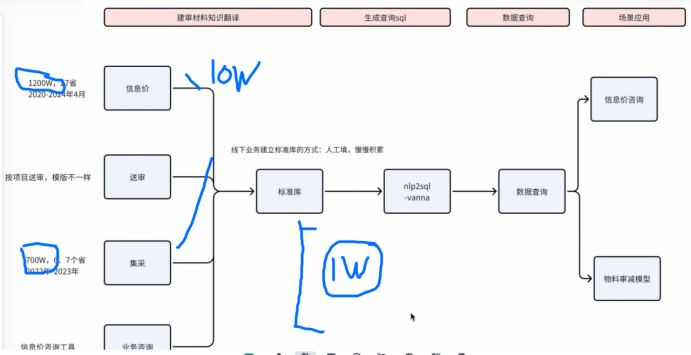 建审材料知识翻译
生成查询sql
数据查询
场景应用
1200W，17省
2020-2024年4月
信息价
10W
信息价咨询
线下业务建立标准库的方式：人工填，慢慢积累
按项目送审，模版不一样
送审
标准库
nlp2sql
-vanna
数据查询
700W，6、7个省
2022年-2023年
集采
1W
物料审减模型
信息价咨询工具
业务咨询